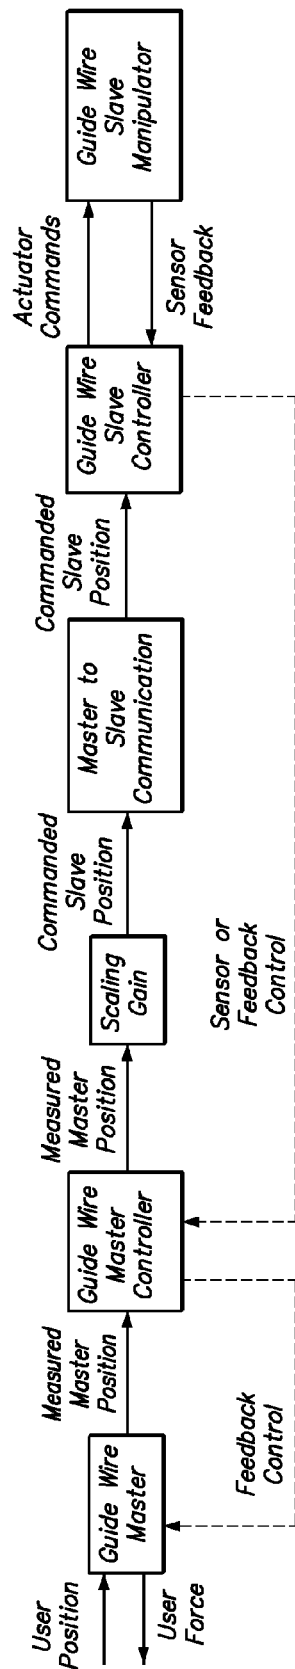 User
Position
User
Force
Guide Wire
Master
Measured
Master
Position
Guide Wire
Master
Controller
Measured
Master
Position
Scaling
Gain
Commanded
Slave
Position
Master to
Slave
Communication
Commanded
Slave
Position
Guide Wire
Slave
Controller
Actuator
Commands
Sensor
Feedback
Guide Wire
Slave
Manipulator
Feedback
Control
Sensor or
Feedback
Control